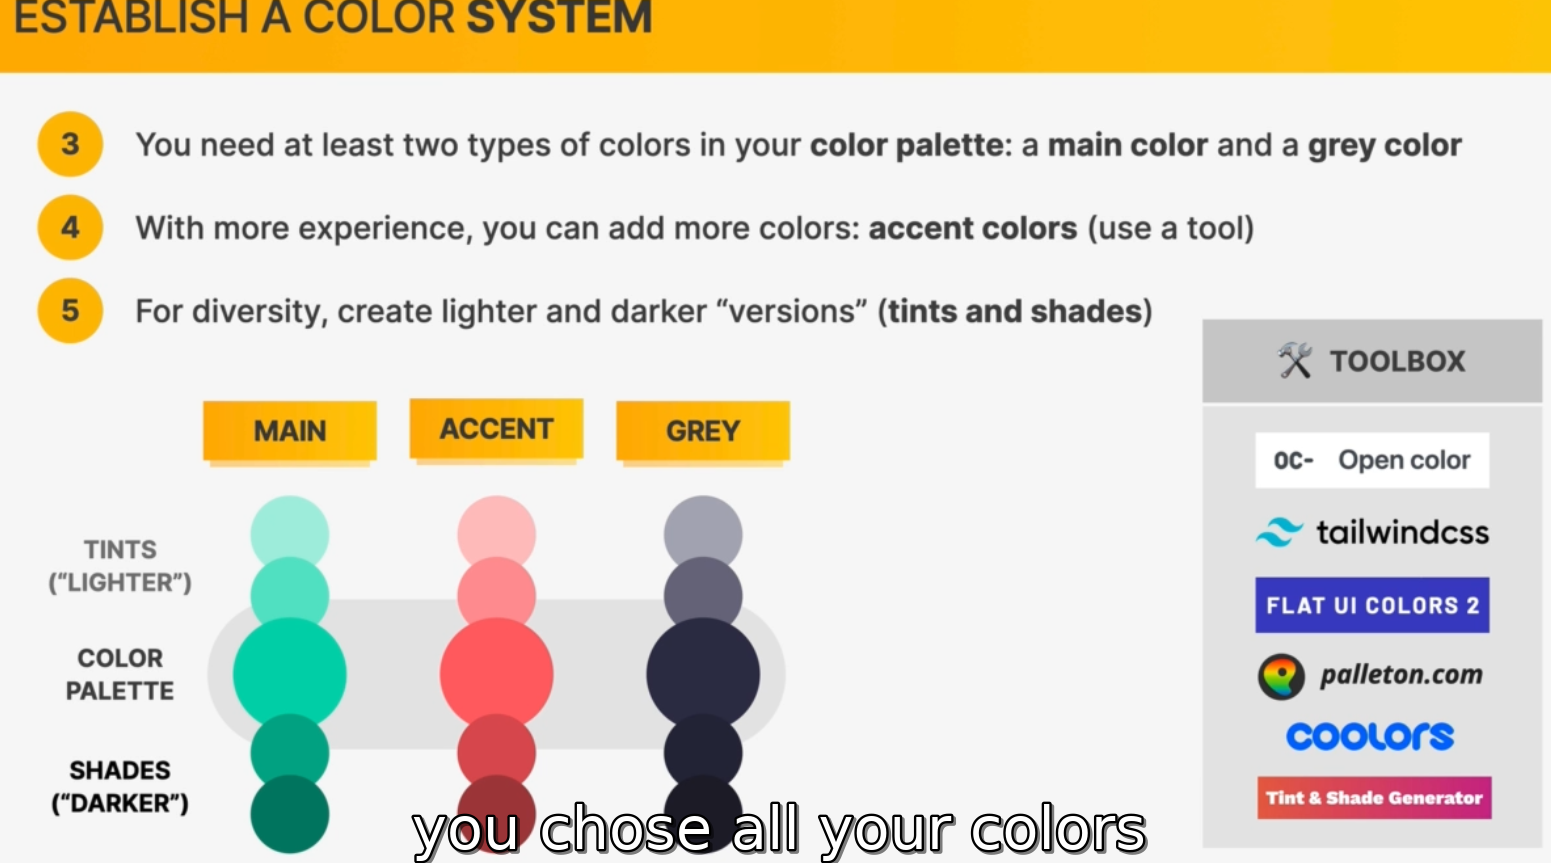 ESTABLISH A COLOR SYSTEM
3 You need at least two types of colors in your color palette: a main color and a grey color
4 With more experience, you can add more colors: accent colors (use a tool)
5 For diversity, create lighter and darker “versions” (tints and shades)
TOOLBOX
OC- Open color
tailwindcss
FLAT UI COLORS 2
palleton.com
coolors
Tint & Shade Generator
MAIN ACCENT GREY
TINTS
(“LIGHTER”)
COLOR
PALETTE
SHADES
(“DARKER”)
you chose all your colors